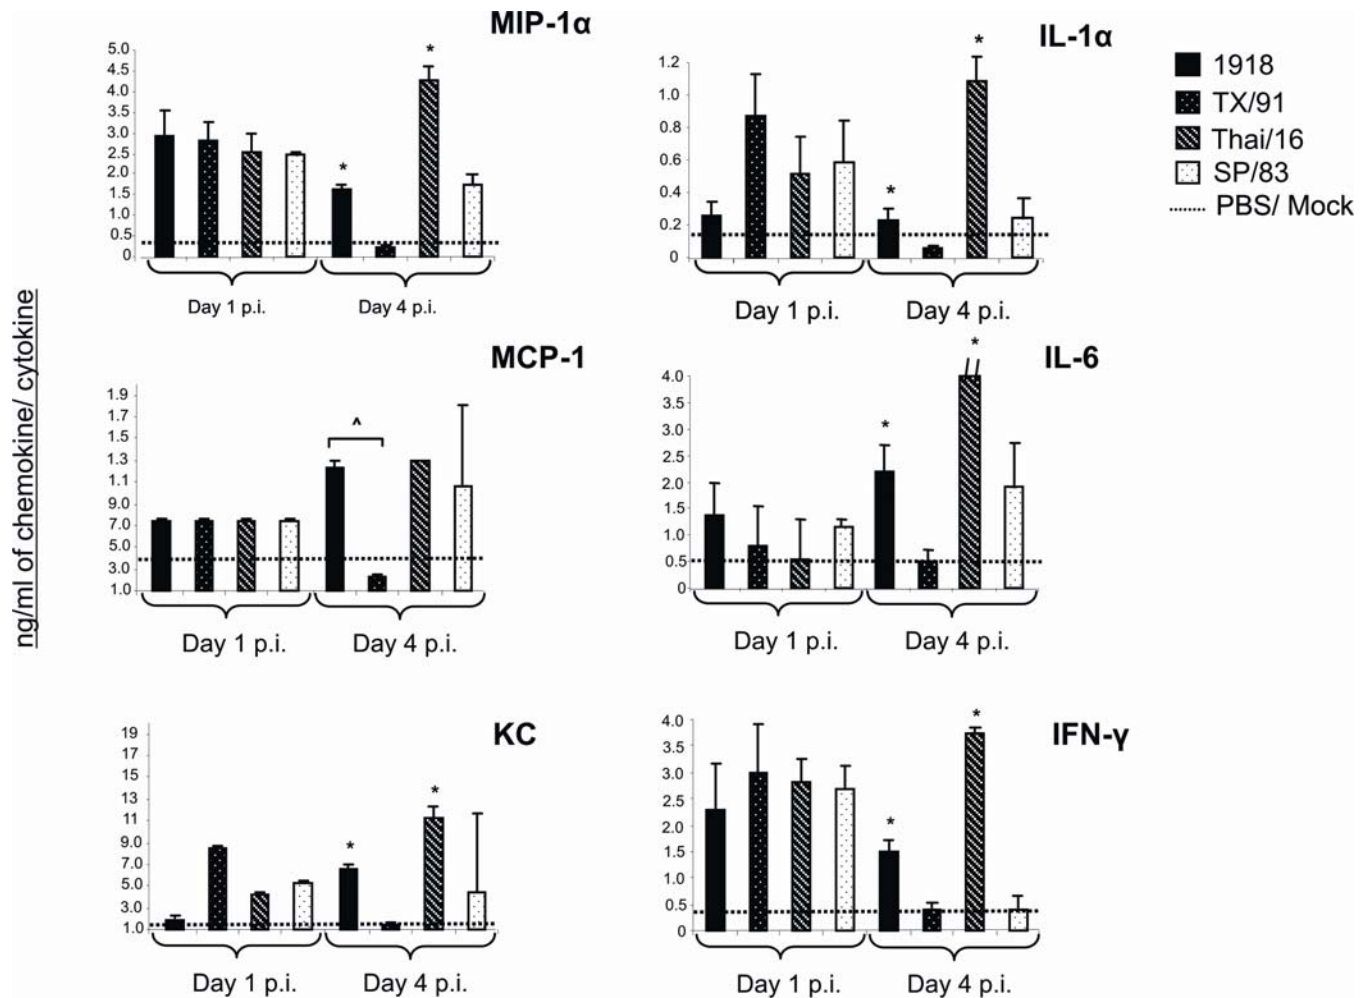 MIP-1α
5.0
4.5
4.0
3.5
3.0
2.5
2.0
1.5
1.0
0.5
0
*
*
Day 1 p.i.
Day 4 p.i.
IL-1α
1.2
1.0
0.8
0.6
0.4
0.2
0
*
*
Day 1 p.i.
Day 4 p.i.
1918
TX/91
Thai/16
SP/83
PBS/ Mock
ng/ml of chemokine/ cytokine
MCP-1
1.9
1.7
1.5
1.3
1.1
9.0
7.0
5.0
3.0
1.0
^
Day 1 p.i.
Day 4 p.i.
IL-6
4.0
3.5
3.0
2.5
2.0
1.5
1.0
0.5
0
*
*
Day 1 p.i.
Day 4 p.i.
KC
19
17
15
13
11
9.0
7.0
5.0
3.0
1.0
*
*
Day 1 p.i.
Day 4 p.i.
IFN-γ
4.0
3.5
3.0
2.5
2.0
1.5
1.0
0.5
0
*
*
Day 1 p.i.
Day 4 p.i.